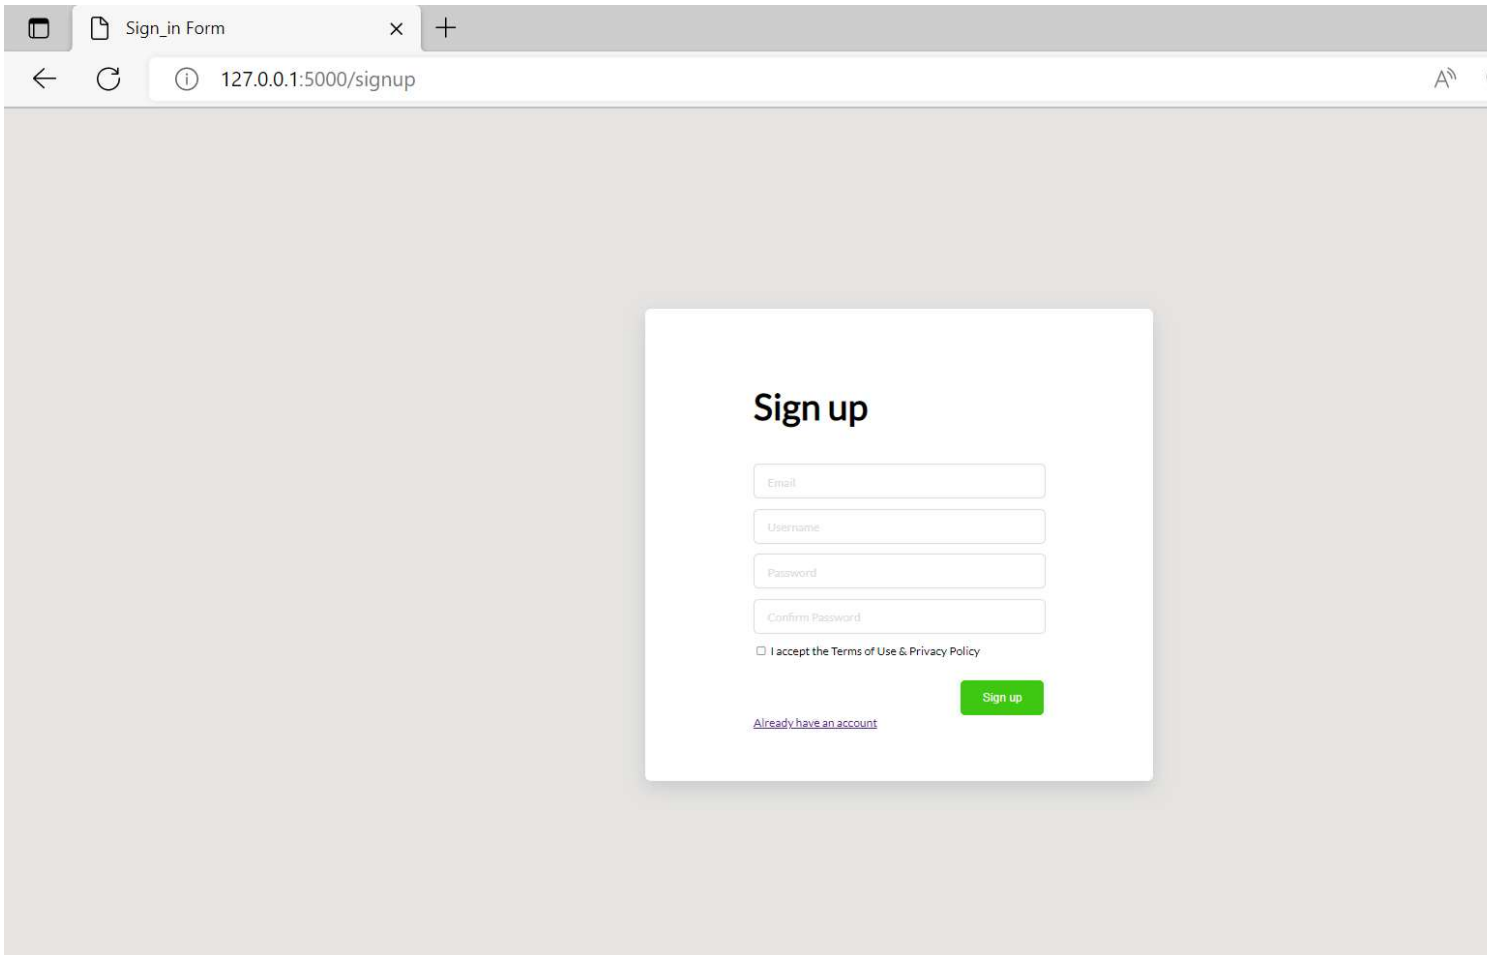 Sign_in Form
127.0.0.1:5000/signup
Sign up
Email
Username
Password
Confirm Password
I accept the Terms of Use & Privacy Policy
Sign up
Already have an account